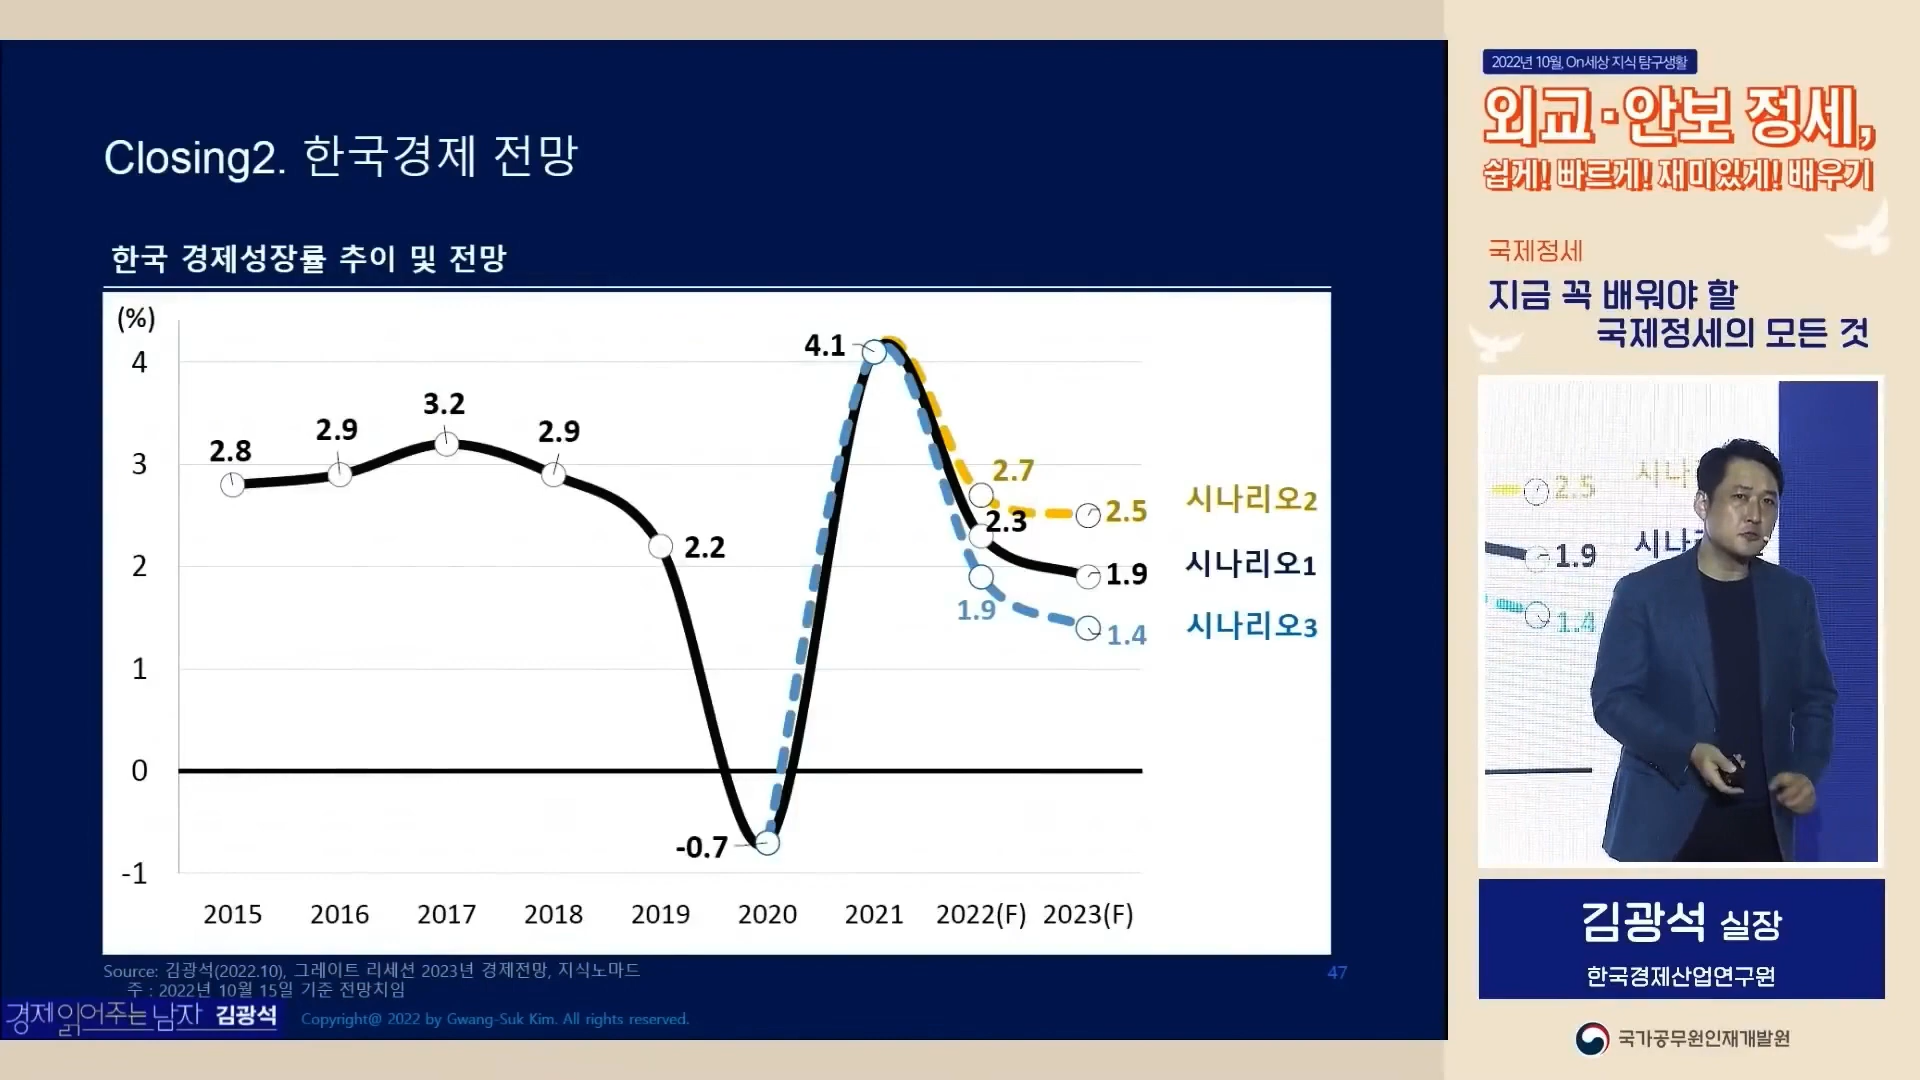 Closing2. 한국경제 전망
한국 경제성장률 추이 및 전망
(%)
4
3
2
1
0
-1
2.8
2.9
3.2
2.9
2.2
-0.7
4.1
2.7
2.3
1.9
2.5
1.9
1.4
시나리오2
시나리오1
시나리오3
2015 2016 2017 2018 2019 2020 2021 2022(F) 2023(F)
Source: 김광석(2022.10), 그레이트 리세션 2023년 경제전망, 지식노마드
주 : 2022년 10월 15일 기준 전망치임
47
경제 읽어주는 남자 김광석
Copyright@ 2022 by Gwang-Suk Kim. All rights reserved.
2022년 10월, On세상 지식 탐구생활
외교·안보 정세,
쉽게! 빠르게! 재미있게! 배우기
국제정세
지금 꼭 배워야 할
국제정세의 모든 것
2.5
시나
1.9
시나
1.4
김광석 실장
한국경제산업연구원
국가공무원인재개발원